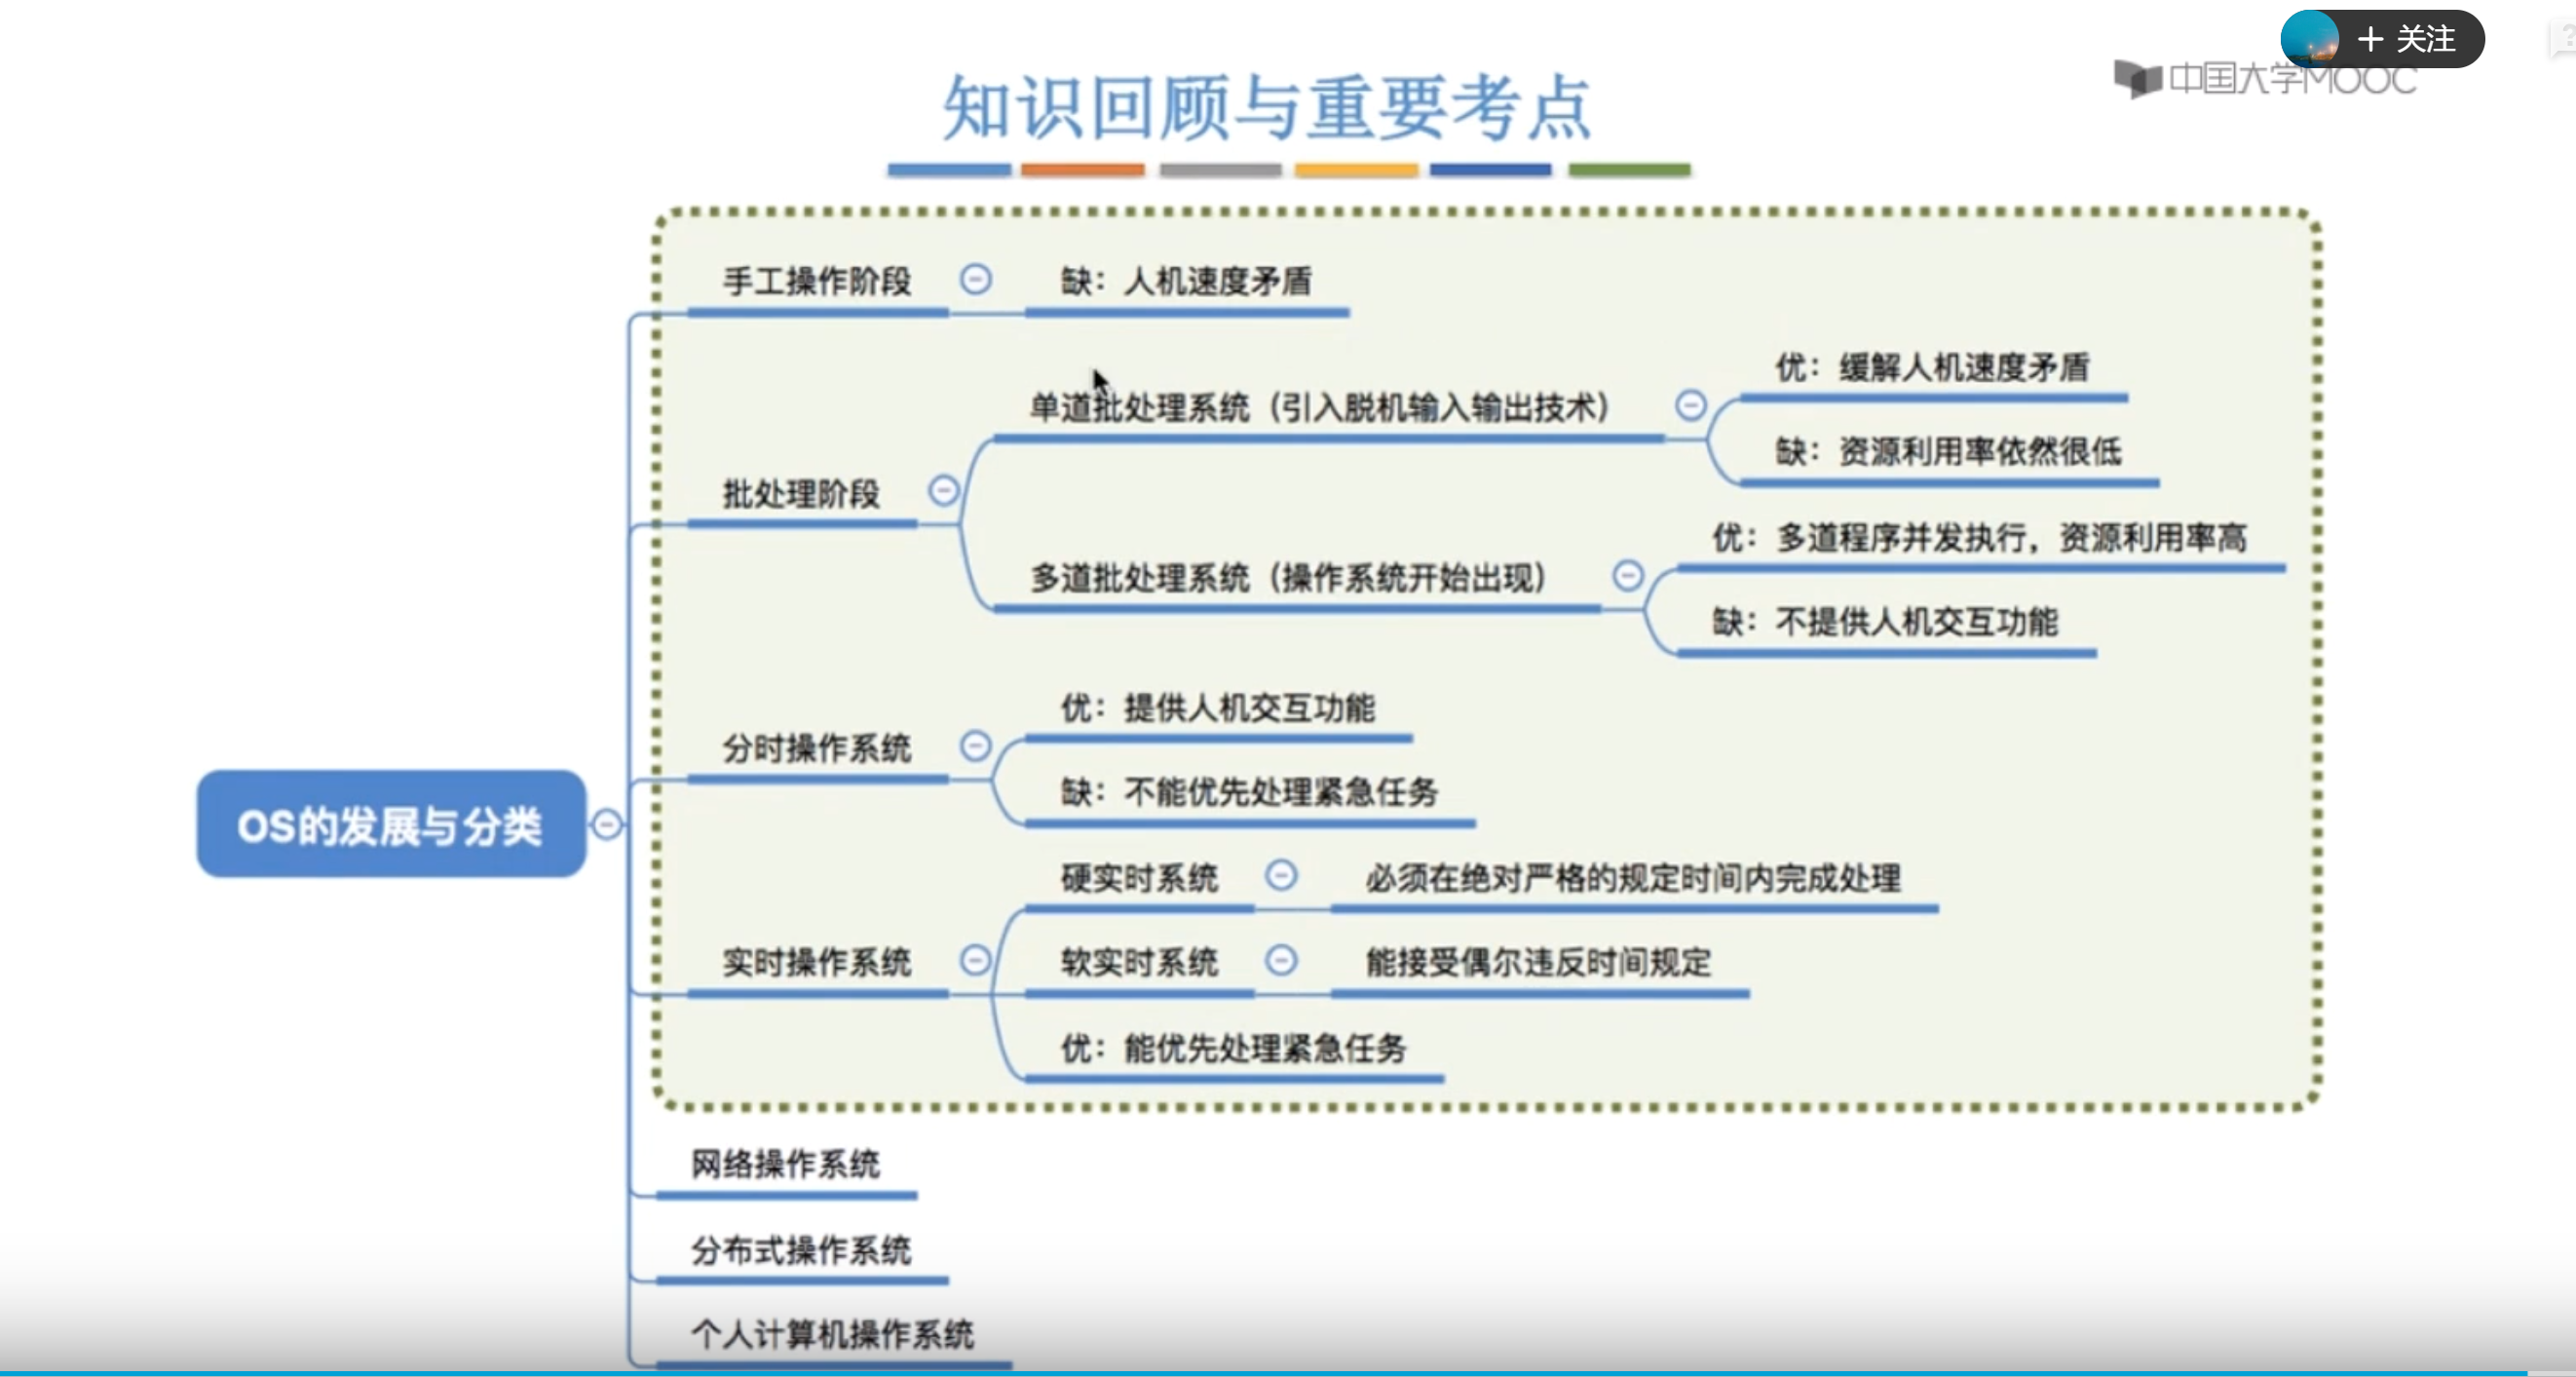 + 关注
中国大学MOOC
知识回顾与重要考点
手工操作阶段
缺：人机速度矛盾
批处理阶段
单道批处理系统（引入脱机输入输出技术）
优：缓解人机速度矛盾
缺：资源利用率依然很低
多道批处理系统（操作系统开始出现）
优：多道程序并发执行，资源利用率高
缺：不提供人机交互功能
OS的发展与分类
分时操作系统
优：提供人机交互功能
缺：不能优先处理紧急任务
实时操作系统
硬实时系统
必须在绝对严格的规定时间内完成处理
软实时系统
能接受偶尔违反时间规定
优：能优先处理紧急任务
网络操作系统
分布式操作系统
个人计算机操作系统